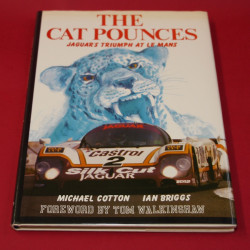 THE
CAT POUNCES
JAGUAR'S TRIUMPH AT LE MANS
JAGUAR
Castrol
2
Silk Cut
JAGUAR
MICHAEL COTTON IAN BRIGGS
FOREWORD BY TOM WALKINSHAW